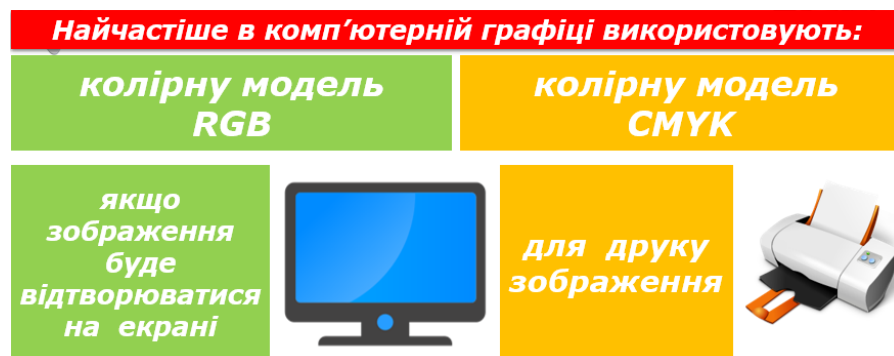 Найчастіше в комп’ютерній графіці використовують:
колірну модель
RGB
колірну модель
CMYK
якщо
зображення
буде
відтворюватися
на екрані
для друку
зображення